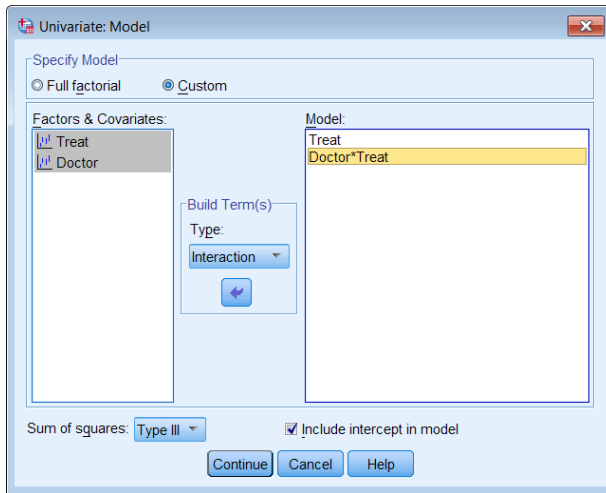 Univariate: Model
Specify Model
Full factorial
Custom
Factors & Covariates:
Treat
Doctor
Build Term(s)
Type:
Interaction
Model:
Treat
Doctor*Treat
Sum of squares: Type III
Include intercept in model
Continue
Cancel
Help